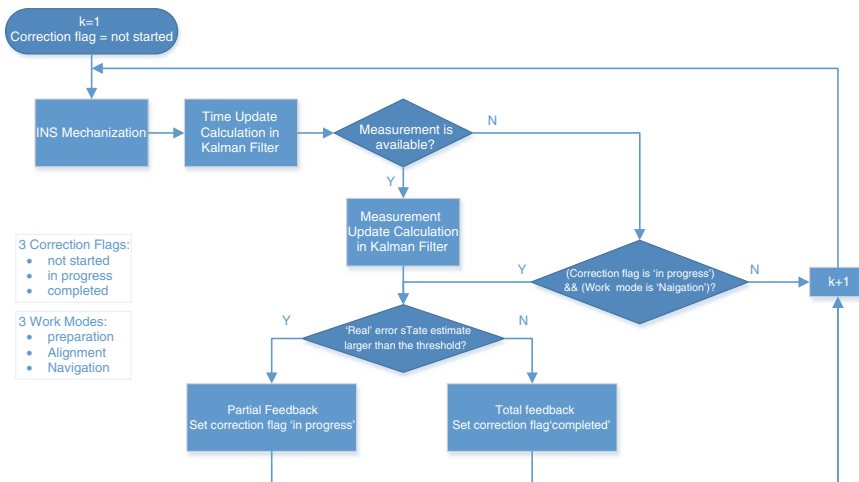 k=1
Correction flag = not started
INS Mechanization
Time Update
Calculation in
Kalman Filter
Measurement is
available?
N
Y
Measurement
Update Calculation
in Kalman Filter
3 Correction Flags:
• not started
• in progress
• completed
3 Work Modes:
• preparation
• Alignment
• Navigation
Y
(Correction flag is ‘in progress’)
&& (Work mode is ‘Naigation’)?
N
k+1
Y
‘Real’ error sTate estimate
larger than the threshold?
N
Partial Feedback
Set correction flag ‘in progress’
Total feedback
Set correction flag‘completed’